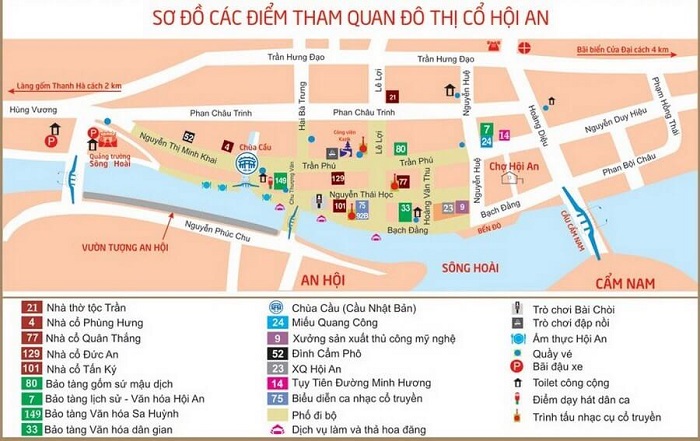 SƠ ĐỒ CÁC ĐIỂM THAM QUAN ĐÔ THỊ CỔ HỘI AN
Bãi biển Cửa Đại cách 4 km
Trần Hưng Đạo
Trần Hưng Đạo
Làng gốm Thanh Hà cách 2 km
Hùng Vương
Phan Châu Trinh
Phan Châu Trinh
Hai Bà Trưng
Lê Lợi
21
Nguyễn Huệ
Hoàng Diệu
Phạm Hồng Thái
Nguyễn Duy Hiệu
Phan Bội Châu
P
P
Quảng trường
Sông Hoài
Nguyễn Thị Minh Khai
52
4
Chùa Cầu
149
Trần Phú
Lê Lợi
80
Trần Phú
7
24
14
Chợ Hội An
129
77
Nguyễn Thái Học
101
75
92B
33
Hoàng Văn Thụ
23
9
Nguyễn Huệ
Bạch Đằng
Bạch Đằng
BẾN ĐÒ
CẦU CẨM NAM
Nguyễn Phúc Chu
VƯỜN TƯỢNG AN HỘI
AN HỘI
SÔNG HOÀI
CẨM NAM
21 Nhà thờ tộc Trần
4 Nhà cổ Phùng Hưng
77 Nhà cổ Quân Thắng
129 Nhà cổ Đức An
101 Nhà cổ Tấn Ký
80 Bảo tàng gốm sứ mậu dịch
7 Bảo tàng lịch sử - Văn hóa Hội An
149 Bảo tàng Văn hóa Sa Huỳnh
33 Bảo tàng Văn hóa dân gian
Chùa Cầu (Cầu Nhật Bản)
24 Miếu Quang Công
9 Xưởng sản xuất thủ công mỹ nghệ
52 Đình Cẩm Phô
23 XQ Hội An
14 Tụy Tiên Đường Minh Hương
75 Biểu diễn ca nhạc cổ truyền
Phố đi bộ
Dịch vụ làm và thả hoa đăng
Trò chơi Bài Chòi
Trò chơi đập nồi
Ẩm thực Hội An
Quầy vé
P Bãi đậu xe
Toilet công cộng
Điểm dạy hát dân ca
Trình tấu nhạc cụ cổ truyền